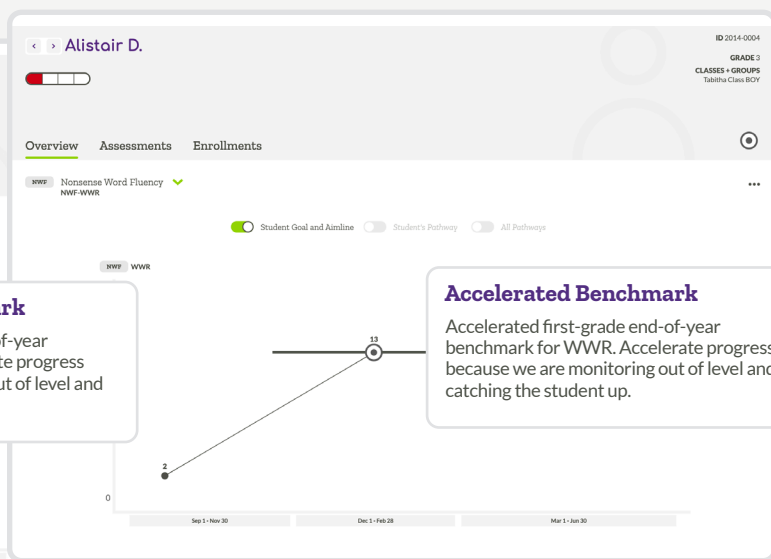 Alistair D.
ID 2014-0004
GRADE 3
CLASSES + GROUPS
Tabitha Class BOY
Overview Assessments Enrollments
NWF Nonsense Word Fluency
NWF-WWR
Student Goal and Aimline Student's Pathway All Pathways
NWF WWR
rk
of-year
te progress
ut of level and
Accelerated Benchmark
Accelerated first-grade end-of-year
benchmark for WWR. Accelerate progress
because we are monitoring out of level and
catching the student up.
13
2
0
Sep 1 - Nov 30 Dec 1 - Feb 28 Mar 1 - Jun 30